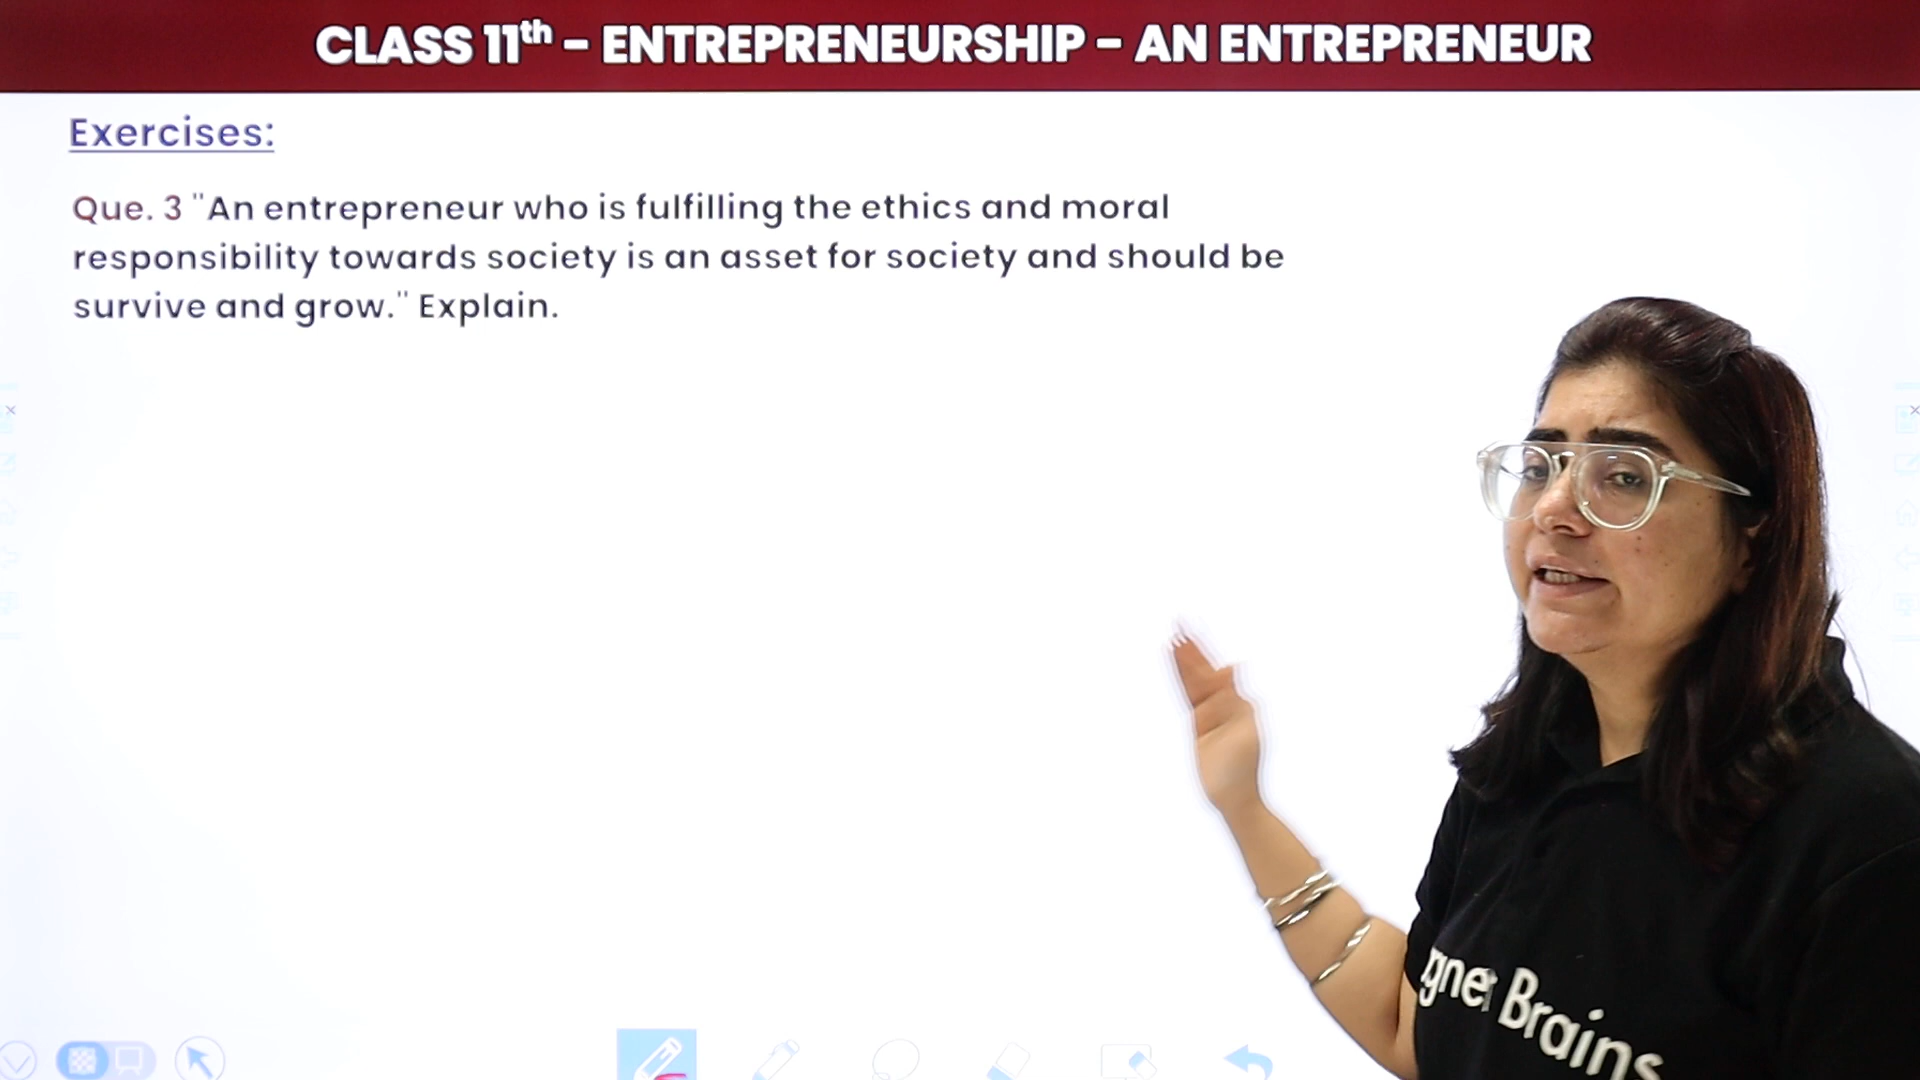 CLASS 11th - ENTREPRENEURSHIP - AN ENTREPRENEUR
Exercises:
Que. 3 "An entrepreneur who is fulfilling the ethics and moral
responsibility towards society is an asset for society and should be
survive and grow." Explain.
gnet Brains